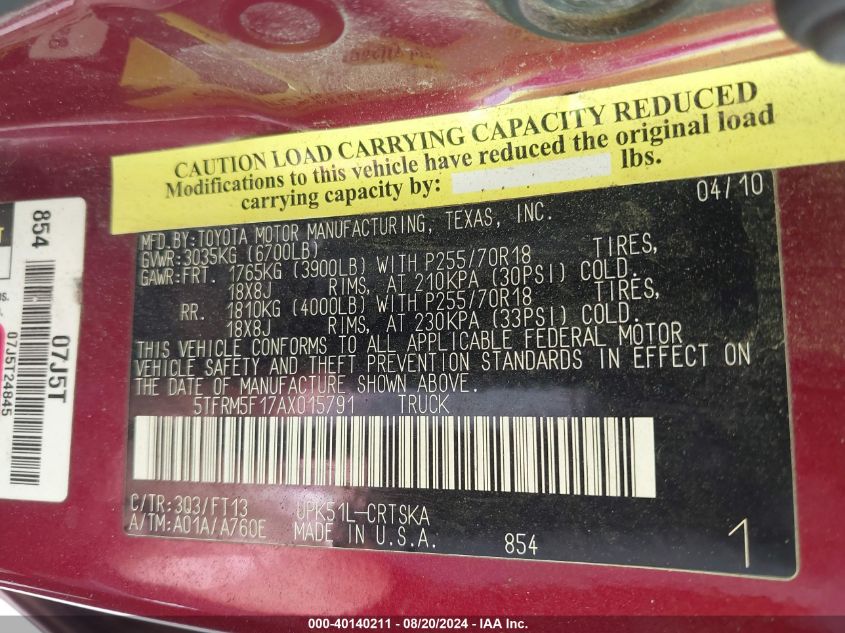 CAUTION LOAD CARRYING CAPACITY REDUCED
Modifications to this vehicle have reduced the original load
carrying capacity by: lbs.
04/10
MFD.BY:TOYOTA MOTOR MANUFACTURING, TEXAS, INC.
GVWR:3035KG (6700LB)
GAWR:FRT. 1765KG (3900LB) WITH P255/70R18 TIRES,
18X8J RIMS, AT 210KPA (30PSI) COLD.
RR. 1810KG (4000LB) WITH P255/70R18 TIRES,
18X8J RIMS, AT 230KPA (33PSI) COLD.
THIS VEHICLE CONFORMS TO ALL APPLICABLE FEDERAL MOTOR
VEHICLE SAFETY AND THEFT PREVENTION STANDARDS IN EFFECT ON
THE DATE OF MANUFACTURE SHOWN ABOVE.
5TFRM5F17AX015791 TRUCK
C/TR:3Q3/FT13 UPK51L-CRTSKA
A/TM:A01A/A760E MADE IN U.S.A.
854
1
854
07J5T
07J5T24845
000-40140211 - 08/20/2024 - IAA Inc.